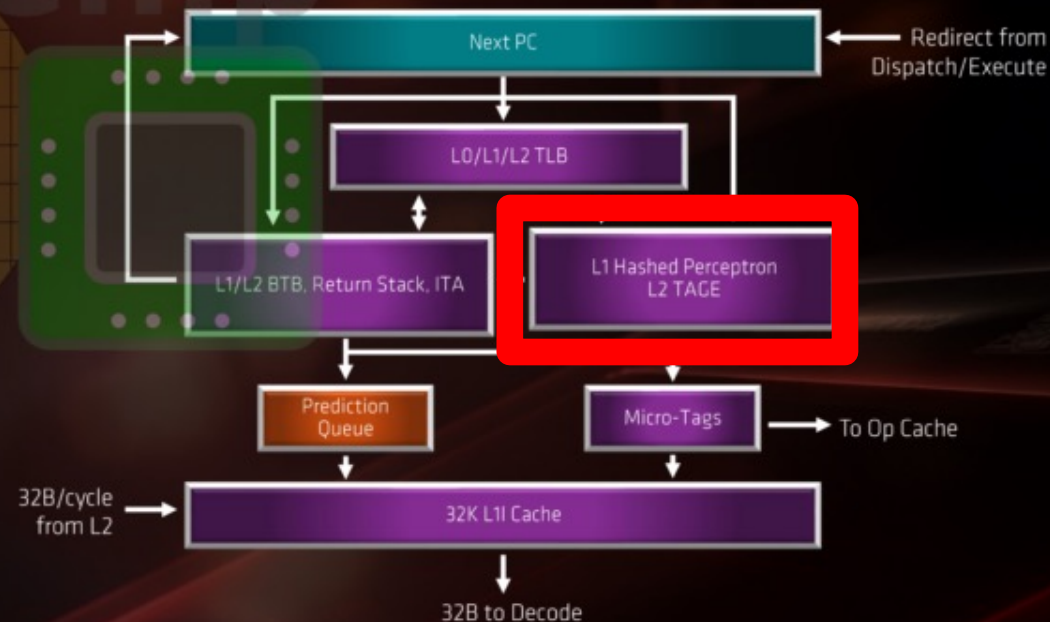 Next PC
Redirect from
Dispatch/Execute
L0/L1/L2 TLB
L1/L2 BTB, Return Stack, ITA
L1 Hashed Perceptron
L2 TAGE
Prediction
Queue
Micro-Tags
To Op Cache
32B/cycle
from L2
32K L1I Cache
32B to Decode